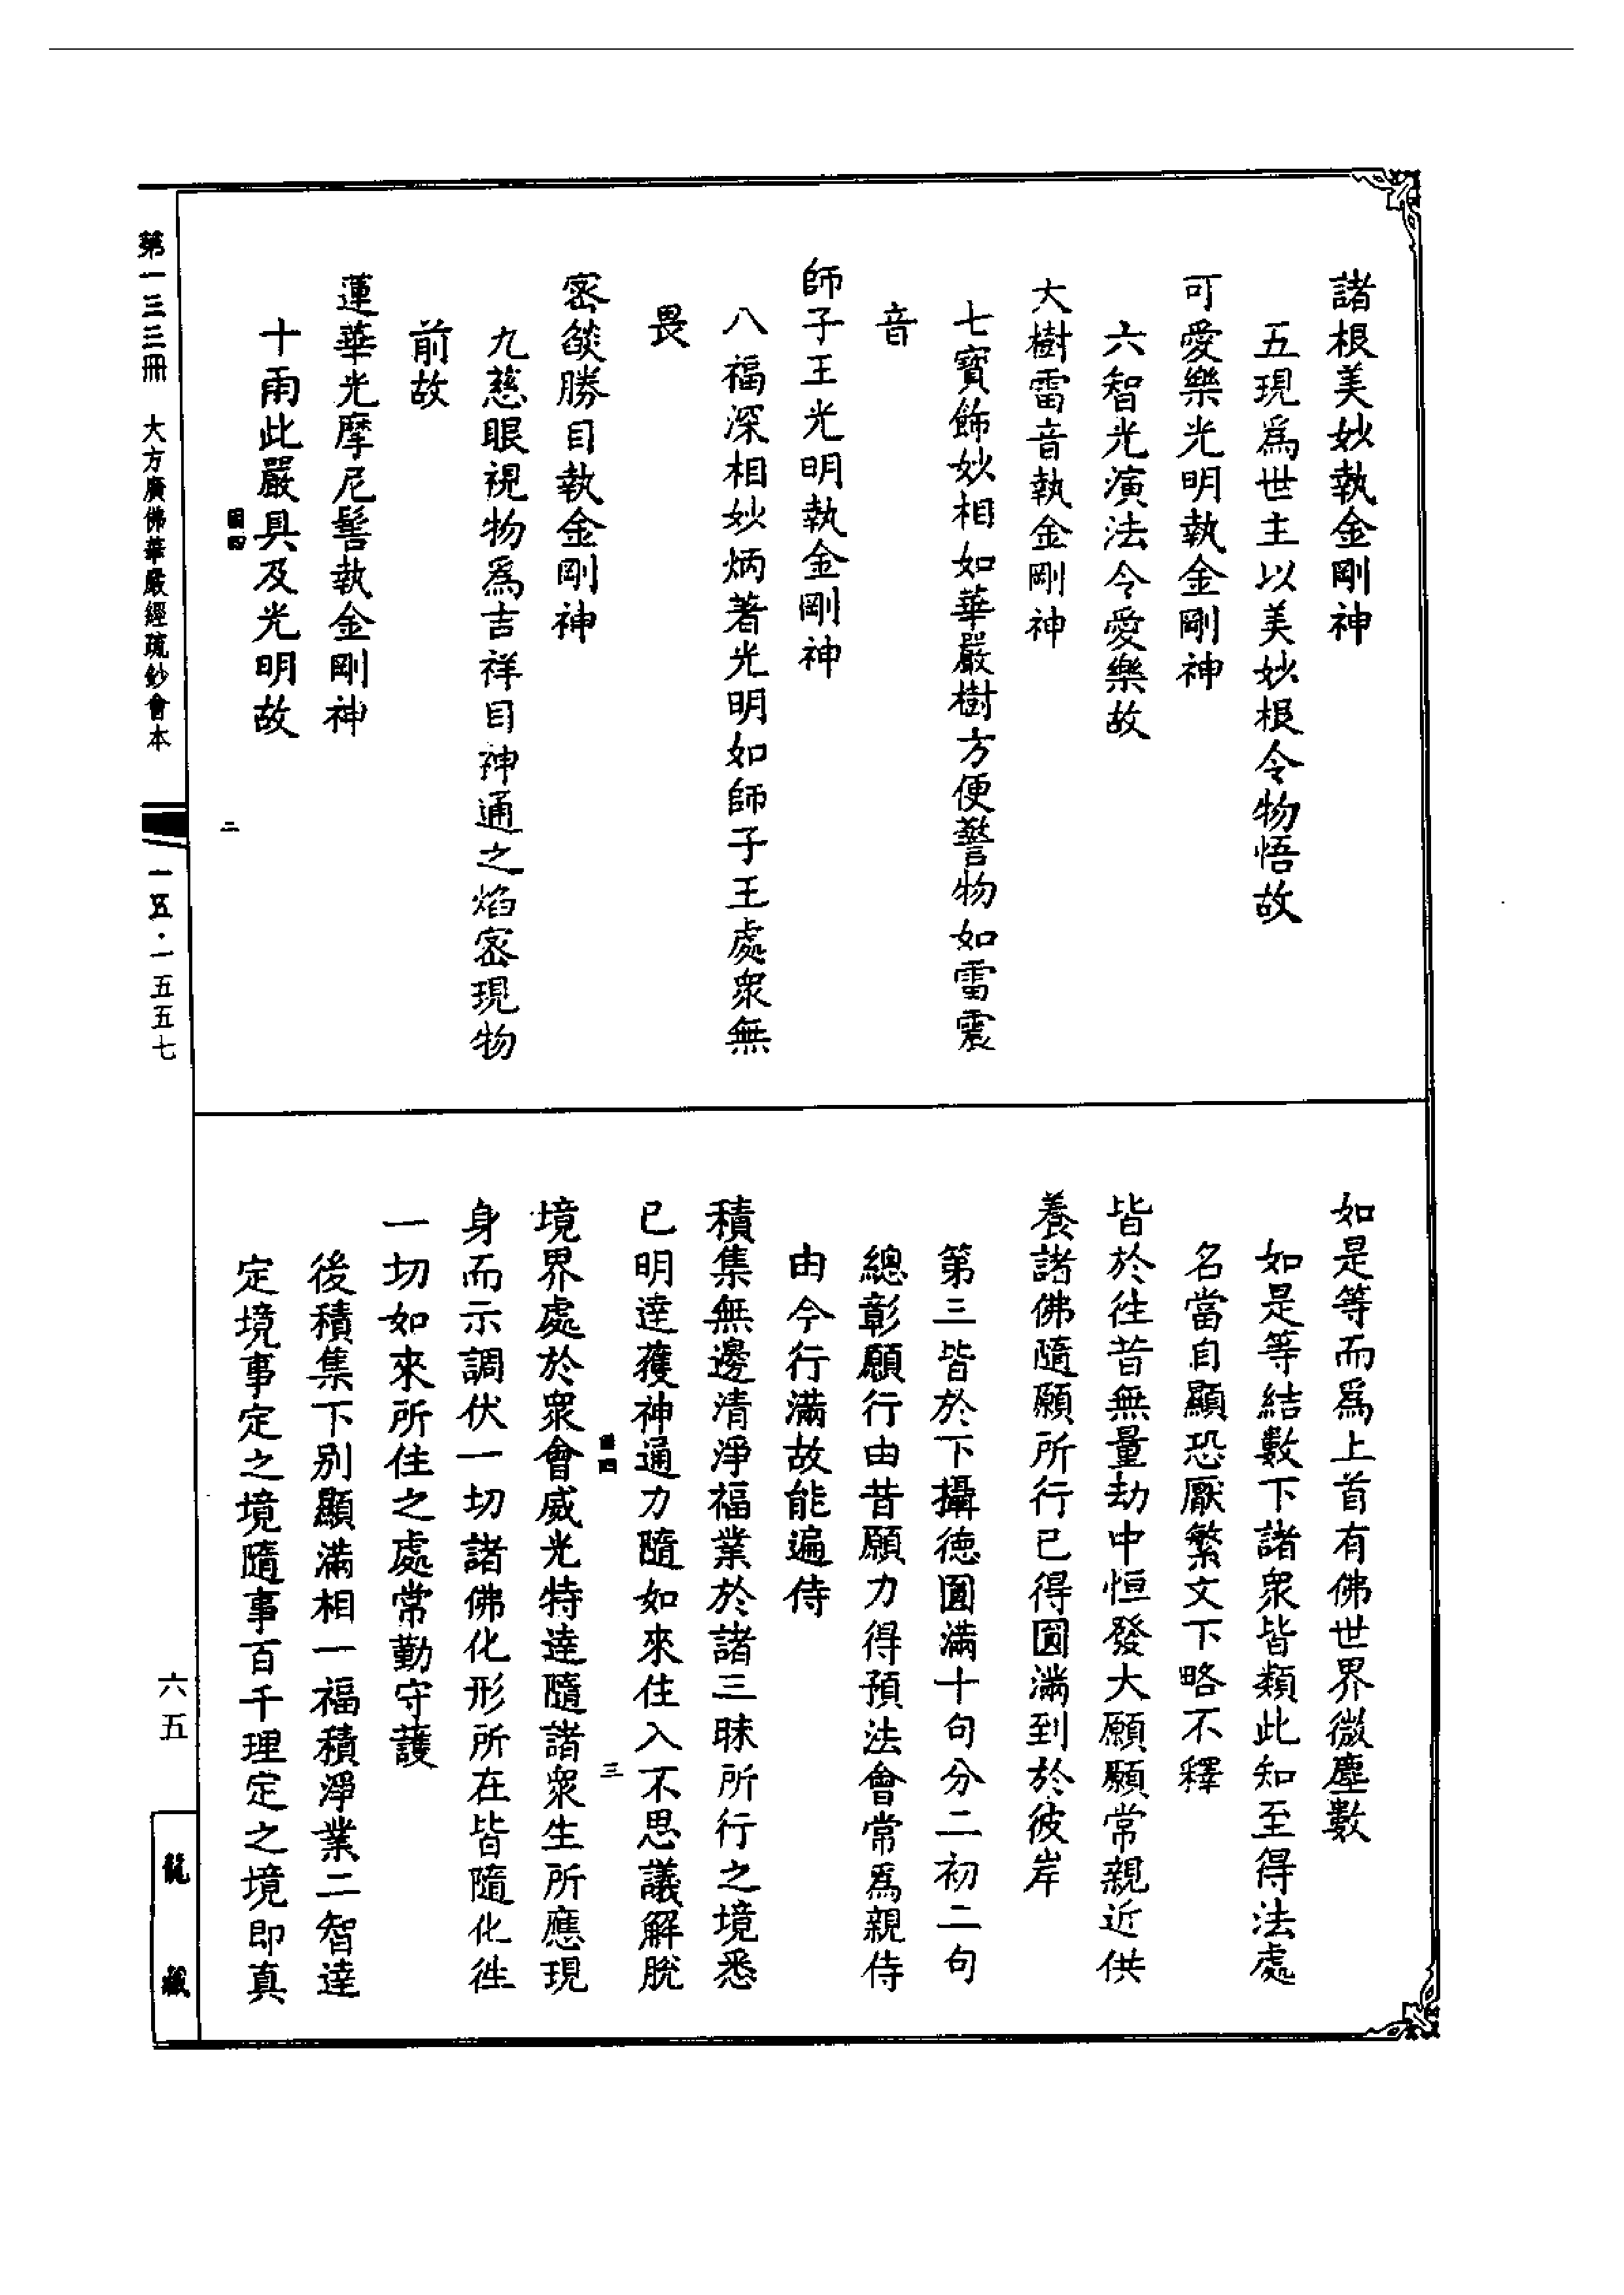 諸根美妙執金剛神
五現爲世主以美妙根令物悟故
可愛樂光明執金剛神
六智光演法令愛樂故
大樹雷音執金剛神
七寶飾妙相如華嚴樹方便警物如雷震
音
師子王光明執金剛神
八福深相妙炳著光明如師子王處衆無
畏
密燄勝目執金剛神
九慈眼視物爲吉祥目神通之焰密現物
前故
蓮華光摩尼髻執金剛神
十雨此嚴具及光明故
二
如是等而爲上首有佛世界微塵數
如是等結數下諸衆皆類此知至得法處
名當自顯恐厭繁文下略不釋
皆於往昔無量劫中恒發大願願常親近供
養諸佛隨願所行已得圓滿到於彼岸
第三皆於下攝德圓滿十句分二初二句
總彰願行由昔願力得預法會常爲親侍
由今行滿故能遍侍
積集無邊清淨福業於諸三昧所行之境悉
已明達獲神通力隨如來住入不思議解脫
三
境界處於衆會威光特達隨諸衆生所應現
身而示調伏一切諸佛化形所在皆隨化往
一切如來所住之處常勤守護
後積集下別顯滿相一福積淨業二智達
定境事定之境隨事百千理定之境即真
第一三三冊 大方廣佛華嚴經疏鈔會本
一五·一五五七
六五
龍藏